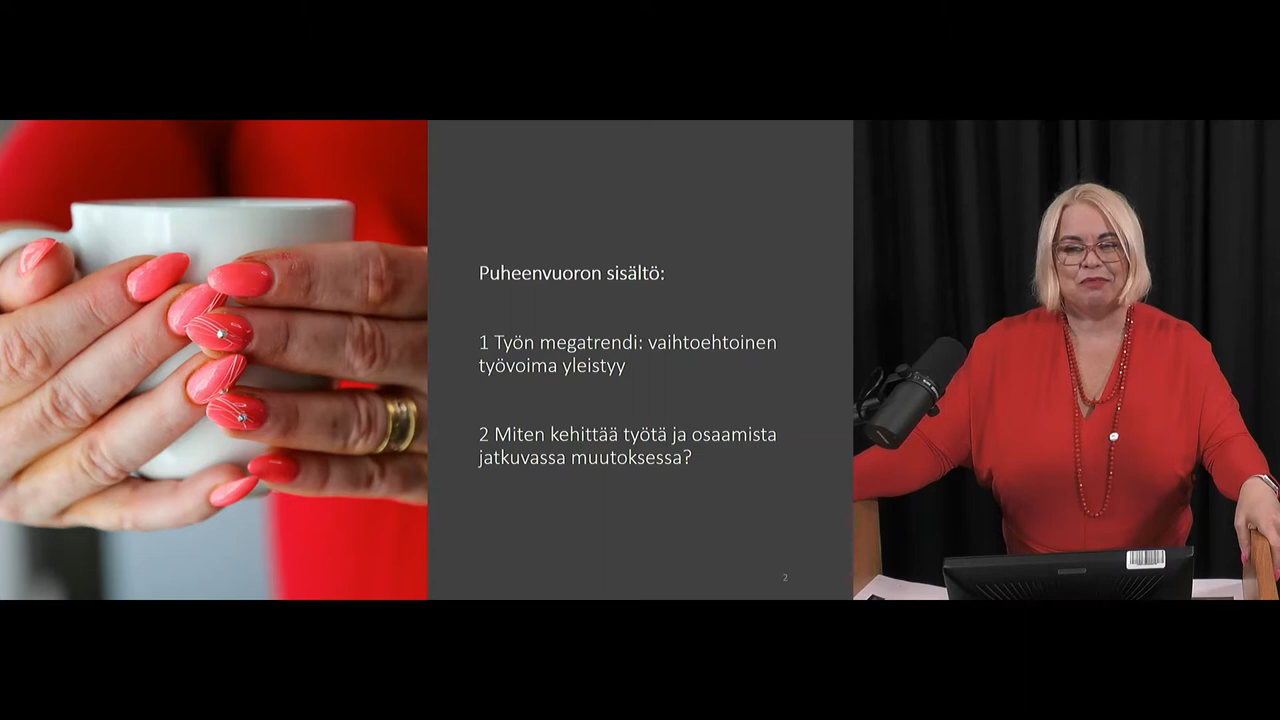 Puheenvuoron sisältö:
1 Työn megatrendi: vaihtoehtoinen
työvoima yleistyy
2 Miten kehittää työtä ja osaamista
jatkuvassa muutoksessa?
2